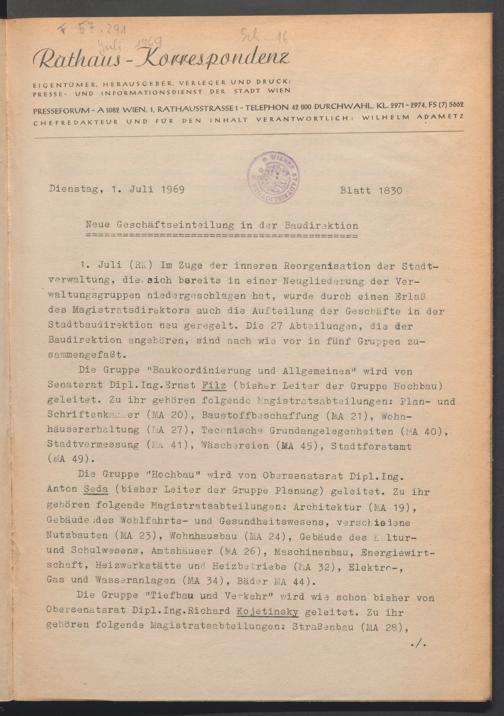 57.291
Juli 1969
Sch. 16
Rathaus-Korrespondenz
EIGENTÜMER, HERAUSGEBER, VERLEGER UND DRUCK:
PRESSE- UND INFORMATIONSDIENST DER STADT WIEN
PRESSEFORUM - A 1082 WIEN, I, RATHAUSSTRASSE 1 - TELEPHON 42 800 DURCHWAHL, KL. 2971 - 2974, FS (7) 5662
CHEFREDAKTEUR UND FÜR DEN INHALT VERANTWORTLICH: WILHELM ADAMETZ
Dienstag, 1. Juli 1969 Blatt 1830
Neue Geschäftseinteilung in der Baudirektion
1. Juli (RK) Im Zuge der inneren Reorganisation der Stadt-
verwaltung, die sich bereits in einer Neugliederung der Ver-
waltungsgruppen niedergeschlagen hat, wurde durch einen Erlaß
des Magistratsdirektors auch die Aufteilung der Geschäfte in der
Stadtbaudirektion neu geregelt. Die 27 Abteilungen, die der
Baudirektion angehören, sind nach wie vor in fünf Gruppen zu-
sammengefaßt.
Die Gruppe "Baukoordinierung und Allgemeines" wird von
Senatsrat Dipl.Ing.Ernst Filz (bisher Leiter der Gruppe Hochbau)
geleitet. Zu ihr gehören folgende Magistratsabteilungen: Plan- und
Schriftenkammer (MA 20), Baustoffbeschaffung (MA 21), Wohn-
häusererhaltung (MA 27), Technische Grundangelegenheiten (MA 40),
Stadtvermessung (MA 41), Wäschereien (MA 45), Stadtforstamt
(MA 49).
Die Gruppe "Hochbau" wird von Obersenatsrat Dipl.Ing.
Anton Seda (bisher Leiter der Gruppe Planung) geleitet. Zu ihr
gehören folgende Magistratsabteilungen: Architektur (MA 19),
Gebäude des Wohlfahrts- und Gesundheitswesens, verschiedene
Nutzbauten (MA 23), Wohnhausbau (MA 24), Gebäude des Kultur-
und Schulwesens, Amtshäuser (MA 26), Maschinenbau, Energiewirt-
schaft, Heizwerkstätte und Heizbetriebe (MA 32), Elektro-,
Gas und Wasseranlagen (MA 34), Bäder MA 44).
Die Gruppe "Tiefbau und Verkehr" wird wie schon bisher von
Obersenatsrat Dipl.Ing.Richard Kojetinsky geleitet. Zu ihr
gehören folgende Magistratsabteilungen: Straßenbau (MA 28),
./.